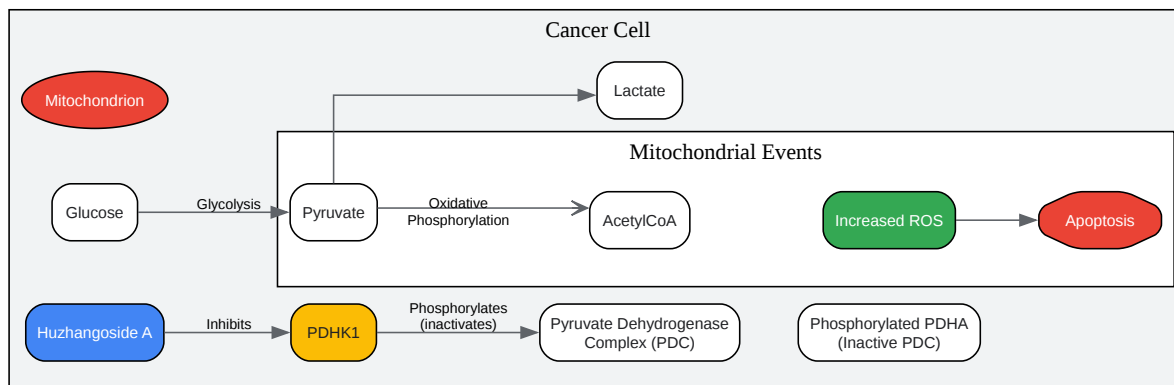 Cancer Cell
Mitochondrion
Lactate
Mitochondrial Events
Glucose
Glycolysis
Pyruvate
Oxidative
Phosphorylation
AcetylCoA
Increased ROS
Apoptosis
Huzhangoside A
Inhibits
PDHK1
Phosphorylates
(inactivates)
Pyruvate Dehydrogenase
Complex (PDC)
Phosphorylated PDHA
(Inactive PDC)